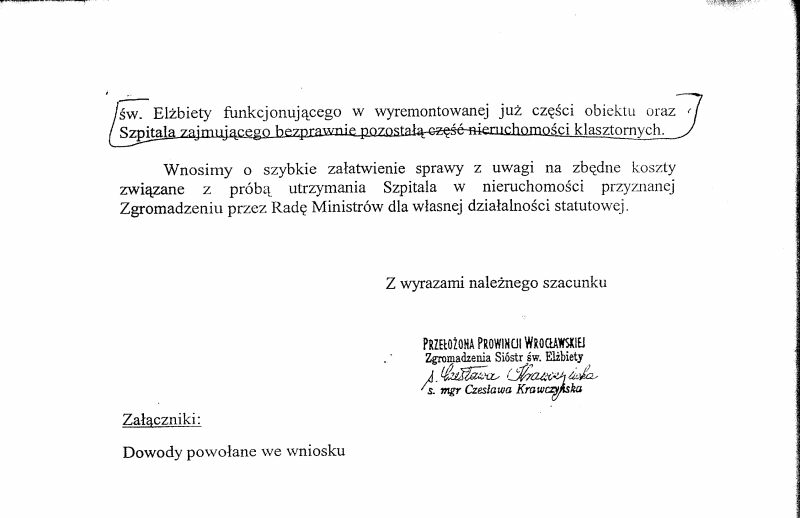 św. Elżbiety funkcjonującego w wyremontowanej już części obiektu oraz
Szpitala zajmującego bezprawnie pozostałą część nieruchomości klasztornych.
Wnosimy o szybkie załatwienie sprawy z uwagi na zbędne koszty
związane z próbą utrzymania Szpitala w nieruchomości przyznanej
Zgromadzeniu przez Radę Ministrów dla własnej działalności statutowej.
Z wyrazami należnego szacunku
PRZEŁOŻONA PROWINCJI WROCŁAWSKIEJ
Zgromadzenia Sióstr św. Elżbiety
s. Czesława Krawczyńska
s. mgr Czesława Krawczyńska
Załączniki:
Dowody powołane we wniosku